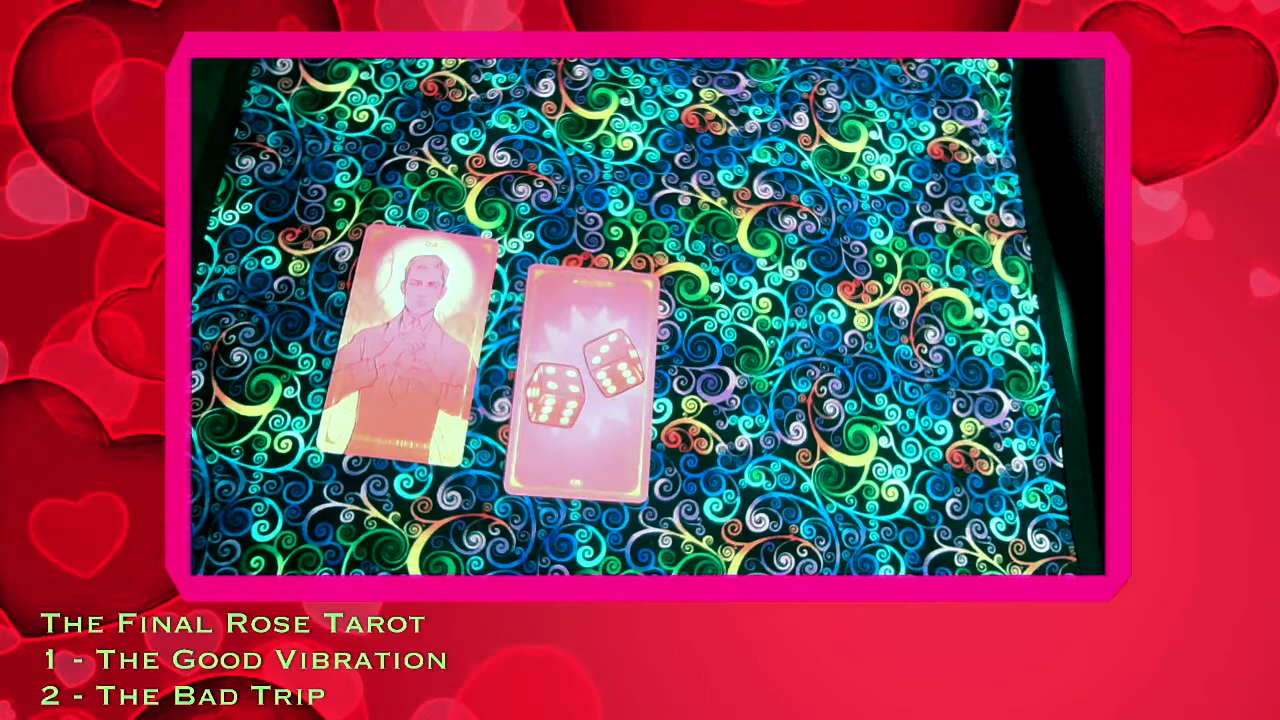 The Final Rose Tarot
1 - The Good Vibration
2 - The Bad Trip